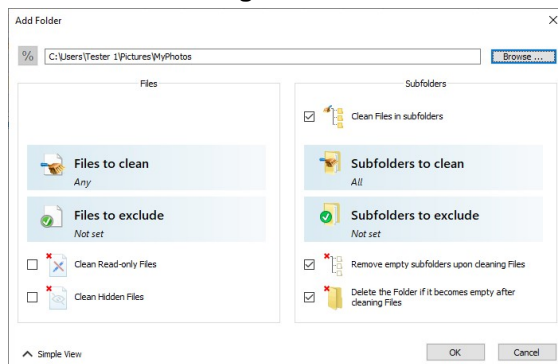 Add Folder
%
C:\Users\Tester 1\Pictures\MyPhotos
Browse ...
Files
Subfolders
Clean Files in subfolders
Files to clean
Any
Subfolders to clean
All
Files to exclude
Not set
Subfolders to exclude
Not set
Clean Read-only Files
Remove empty subfolders upon cleaning Files
Clean Hidden Files
Delete the Folder if it becomes empty after
cleaning Files
Simple View
OK
Cancel